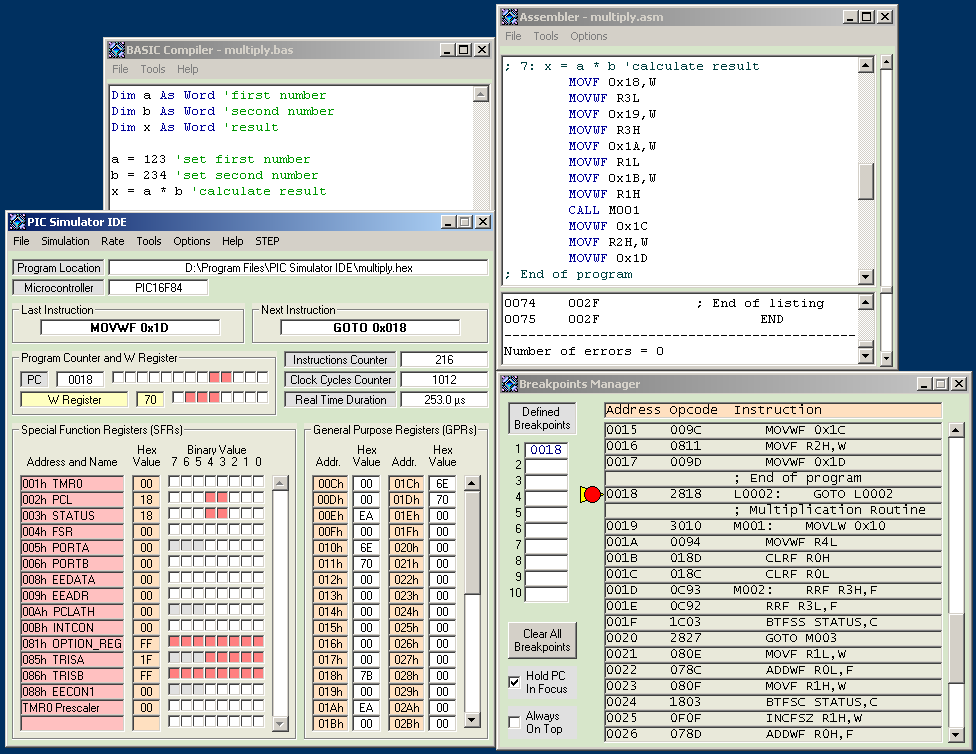 BASIC Compiler - multiply.bas
File Tools Help
Dim a As Word 'first number
Dim b As Word 'second number
Dim x As Word 'result
a = 123 'set first number
b = 234 'set second number
x = a * b 'calculate result
Assembler - multiply.asm
File Tools Options
; 7: x = a * b 'calculate result
MOVF 0x18,W
MOVWF R3L
MOVF 0x19,W
MOVWF R3H
MOVF 0x1A,W
MOVWF R1L
MOVF 0x1B,W
MOVWF R1H
CALL M001
MOVWF 0x1C
MOVF R2H,W
MOVWF 0x1D
; End of program
0074 002F ; End of listing
0075 002F END
Number of errors = 0
PIC Simulator IDE
File Simulation Rate Tools Options Help STEP
Program Location D:\Program Files\PIC Simulator IDE\multiply.hex
Microcontroller PIC16F84
Last Instruction
MOVWF 0x1D
Next Instruction
GOTO 0x018
Program Counter and W Register
PC 0018
W Register 70
Instructions Counter 216
Clock Cycles Counter 1012
Real Time Duration 253.0 µs
Special Function Registers (SFRs)
Address and Name Hex Value Binary Value
7 6 5 4 3 2 1 0
001h TMR0 00
002h PCL 18
003h STATUS 18
004h FSR 00
005h PORTA 00
006h PORTB 00
008h EEDATA 00
009h EEADR 00
00Ah PCLATH 00
00Bh INTCON 00
081h OPTION_REG FF
085h TRISA 1F
086h TRISB FF
088h EECON1 00
TMR0 Prescaler 00
General Purpose Registers (GPRs)
Addr. Hex Value Addr. Hex Value
00Ch 00 01Ch 6E
00Dh 00 01Dh 70
00Eh EA 01Eh 00
00Fh 00 01Fh 00
010h 6E 020h 00
011h 70 021h 00
012h 00 022h 00
013h 00 023h 00
014h 00 024h 00
015h 00 025h 00
016h 00 026h 00
017h 00 027h 00
018h 7B 028h 00
019h 00 029h 00
01Ah EA 02Ah 00
01Bh 00 02Bh 00
Breakpoints Manager
Defined Breakpoints
1 0018
2
3
4
5
6
7
8
9
10
Clear All Breakpoints
Hold PC In Focus
Always On Top
Address Opcode Instruction
0015 009C MOVWF 0x1C
0016 0811 MOVF R2H,W
0017 009D MOVWF 0x1D
; End of program
0018 2818 L0002: GOTO L0002
; Multiplication Routine
0019 3010 M001: MOVLW 0x10
001A 0094 MOVWF R4L
001B 018D CLRF R0H
001C 018C CLRF R0L
001D 0C93 M002: RRF R3H,F
001E 0C92 RRF R3L,F
001F 1C03 BTFSS STATUS,C
0020 2827 GOTO M003
0021 080E MOVF R1L,W
0022 078C ADDWF R0L,F
0023 080F MOVF R1H,W
0024 1803 BTFSC STATUS,C
0025 0F0F INCFSZ R1H,W
0026 078D ADDWF R0H,F